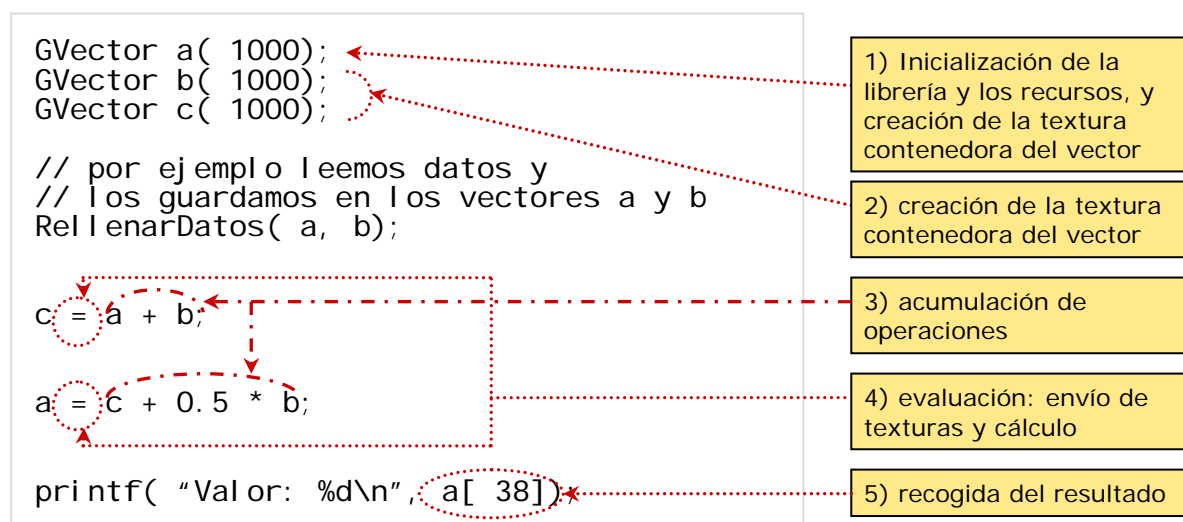 GVector a( 1000);
GVector b( 1000);
GVector c( 1000);
// por ejemplo leemos datos y
// los guardamos en los vectores a y b
RellenarDatos( a, b);
c = a + b;
a = c + 0.5 * b;
printf( “Valor: %d\n”, a[ 38]);
1) Inicialización de la
librería y los recursos, y
creación de la textura
contenedora del vector
2) creación de la textura
contenedora del vector
3) acumulación de
operaciones
4) evaluación: envío de
texturas y cálculo
5) recogida del resultado